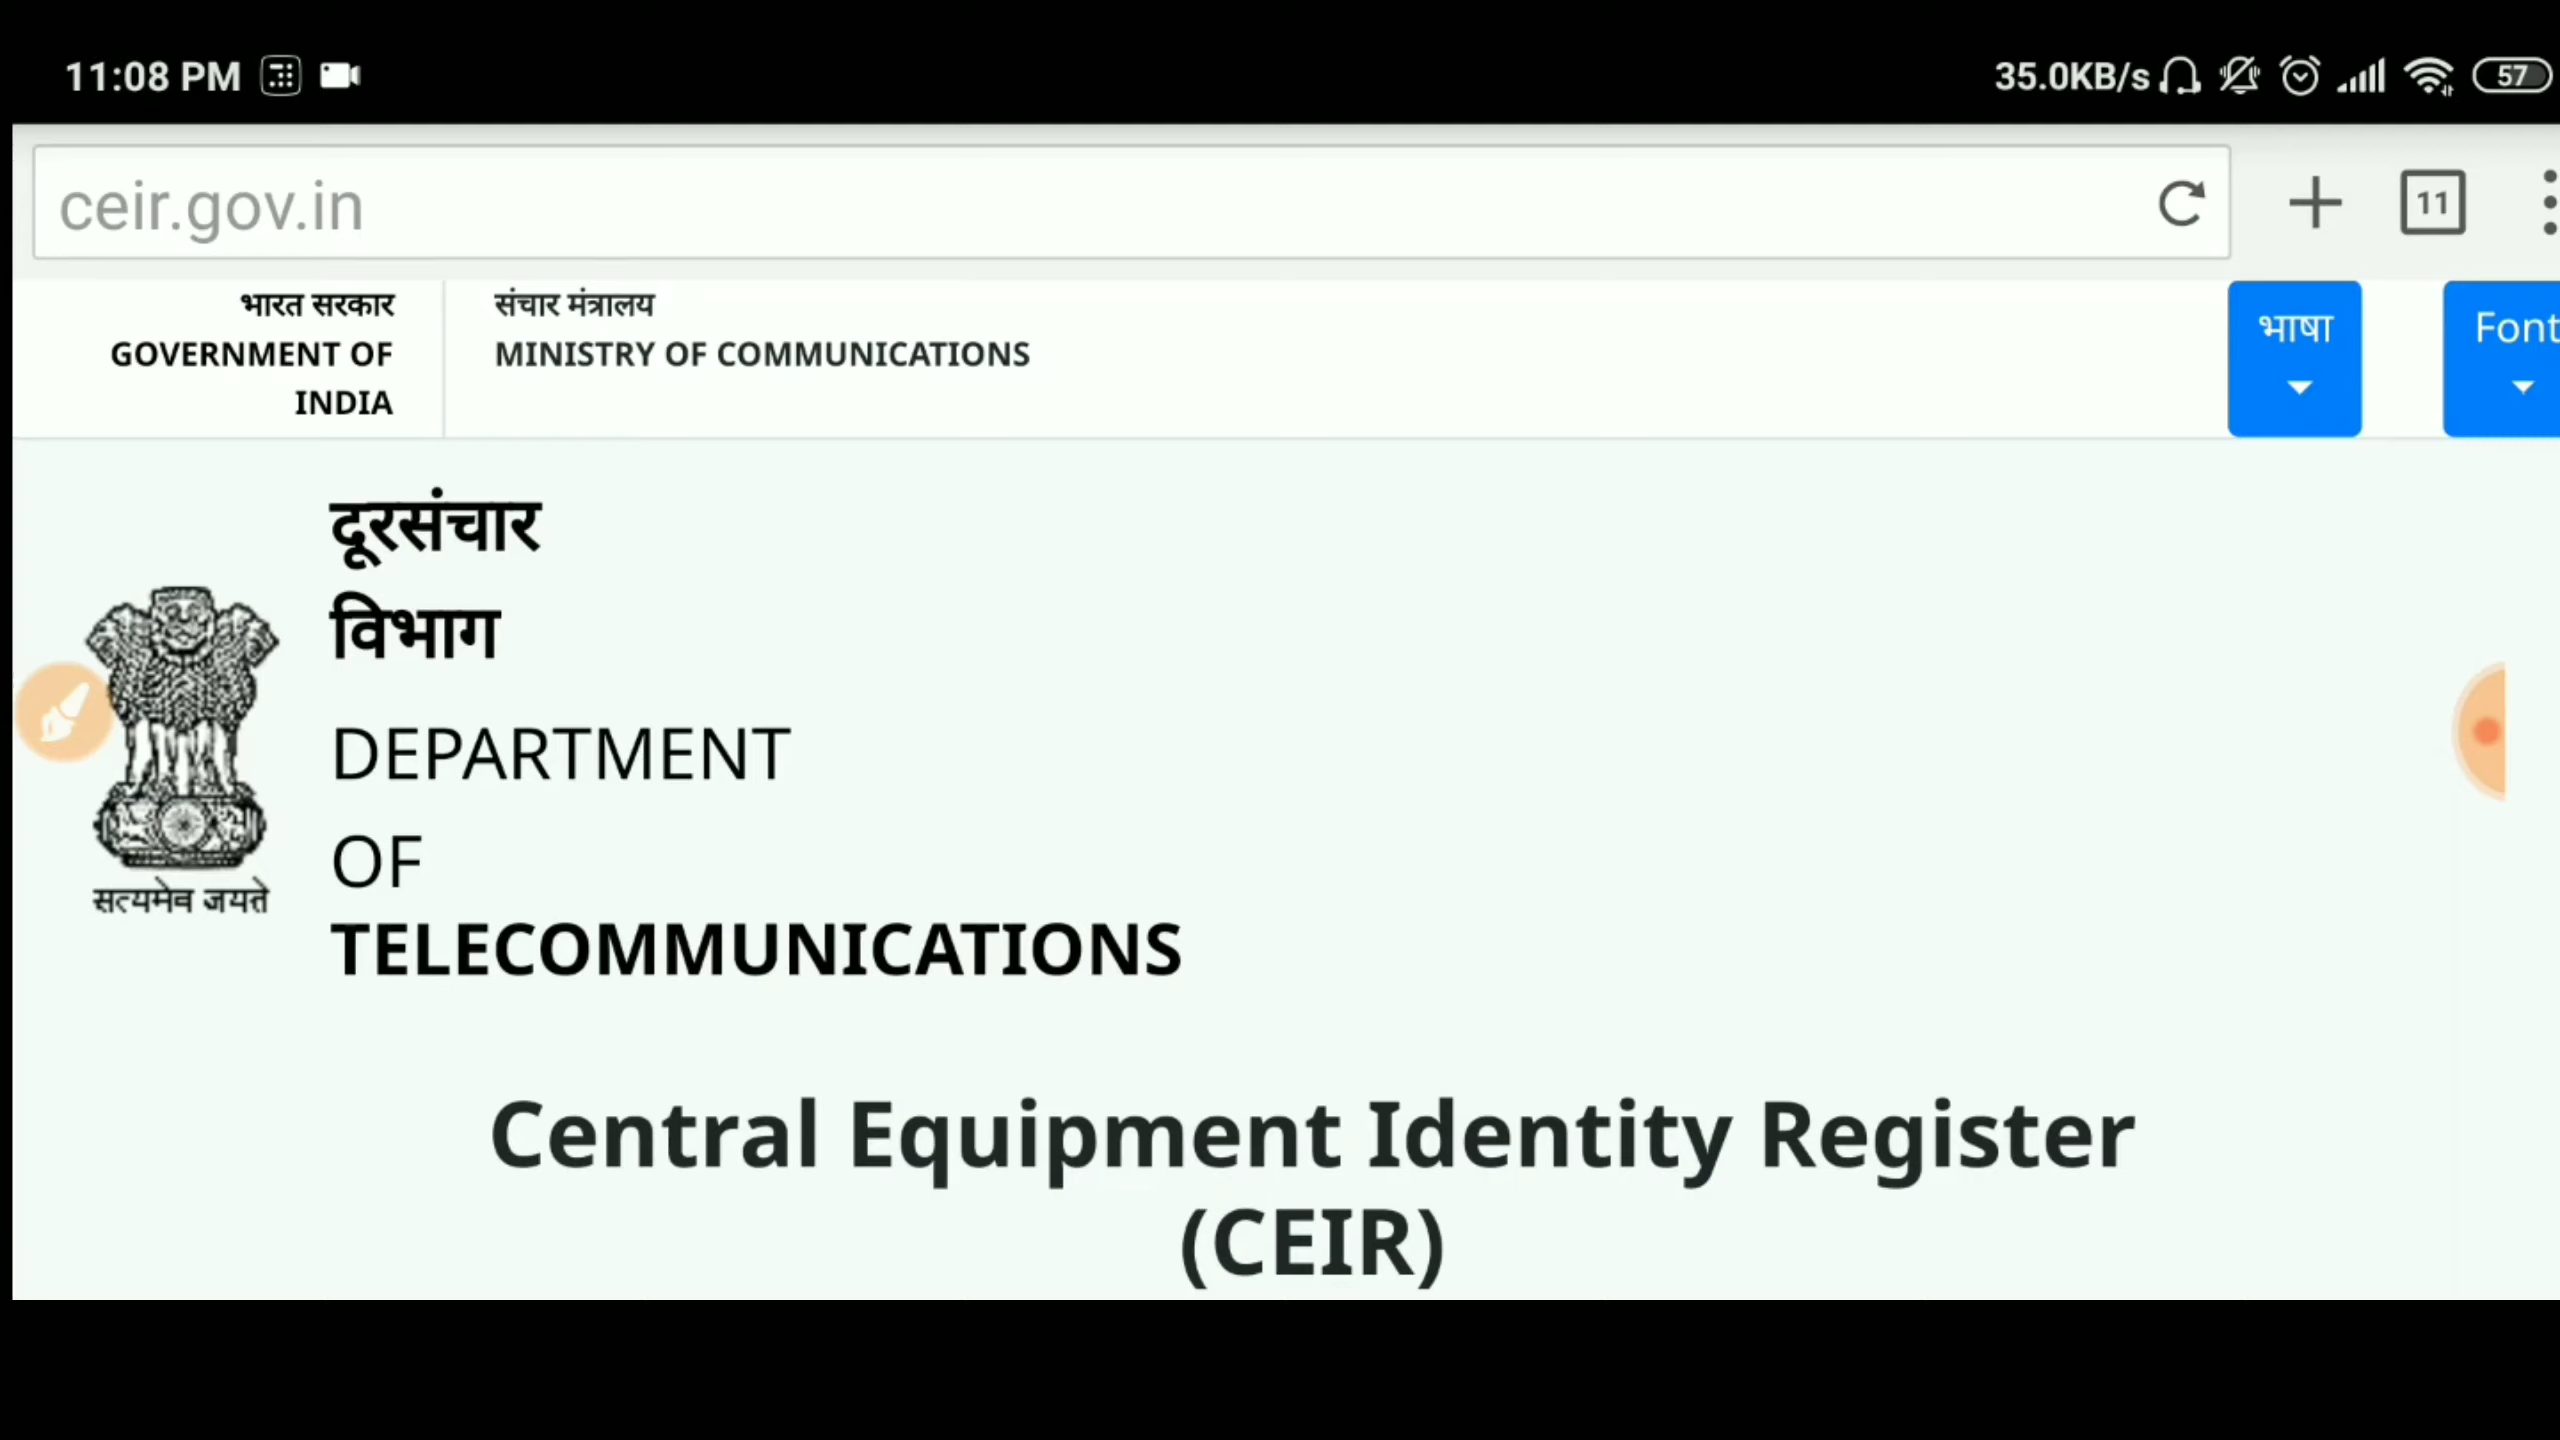 11:08 PM
35.0KB/s
57
ceir.gov.in
11
भारत सरकार
GOVERNMENT OF
INDIA
संचार मंत्रालय
MINISTRY OF COMMUNICATIONS
भाषा
Font
दूरसंचार
विभाग
DEPARTMENT
OF
TELECOMMUNICATIONS
सत्यमेव जयते
Central Equipment Identity Register
(CEIR)